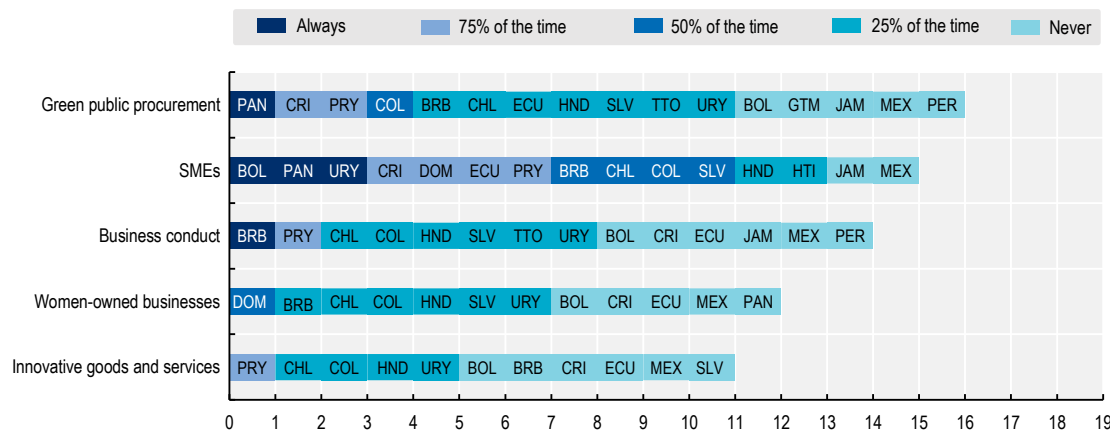 Always 75% of the time 50% of the time 25% of the time Never
Green public procurement PAN CRI PRY COL BRB CHL ECU HND SLV TTO URY BOL GTM JAM MEX PER
SMEs BOL PAN URY CRI DOM ECU PRY BRB CHL COL SLV HND HTI JAM MEX
Business conduct BRB PRY CHL COL HND SLV TTO URY BOL CRI ECU JAM MEX PER
Women-owned businesses DOM BRB CHL COL HND SLV URY BOL CRI ECU MEX PAN
Innovative goods and services PRY CHL COL HND URY BOL BRB CRI ECU MEX SLV
0 1 2 3 4 5 6 7 8 9 10 11 12 13 14 15 16 17 18 19